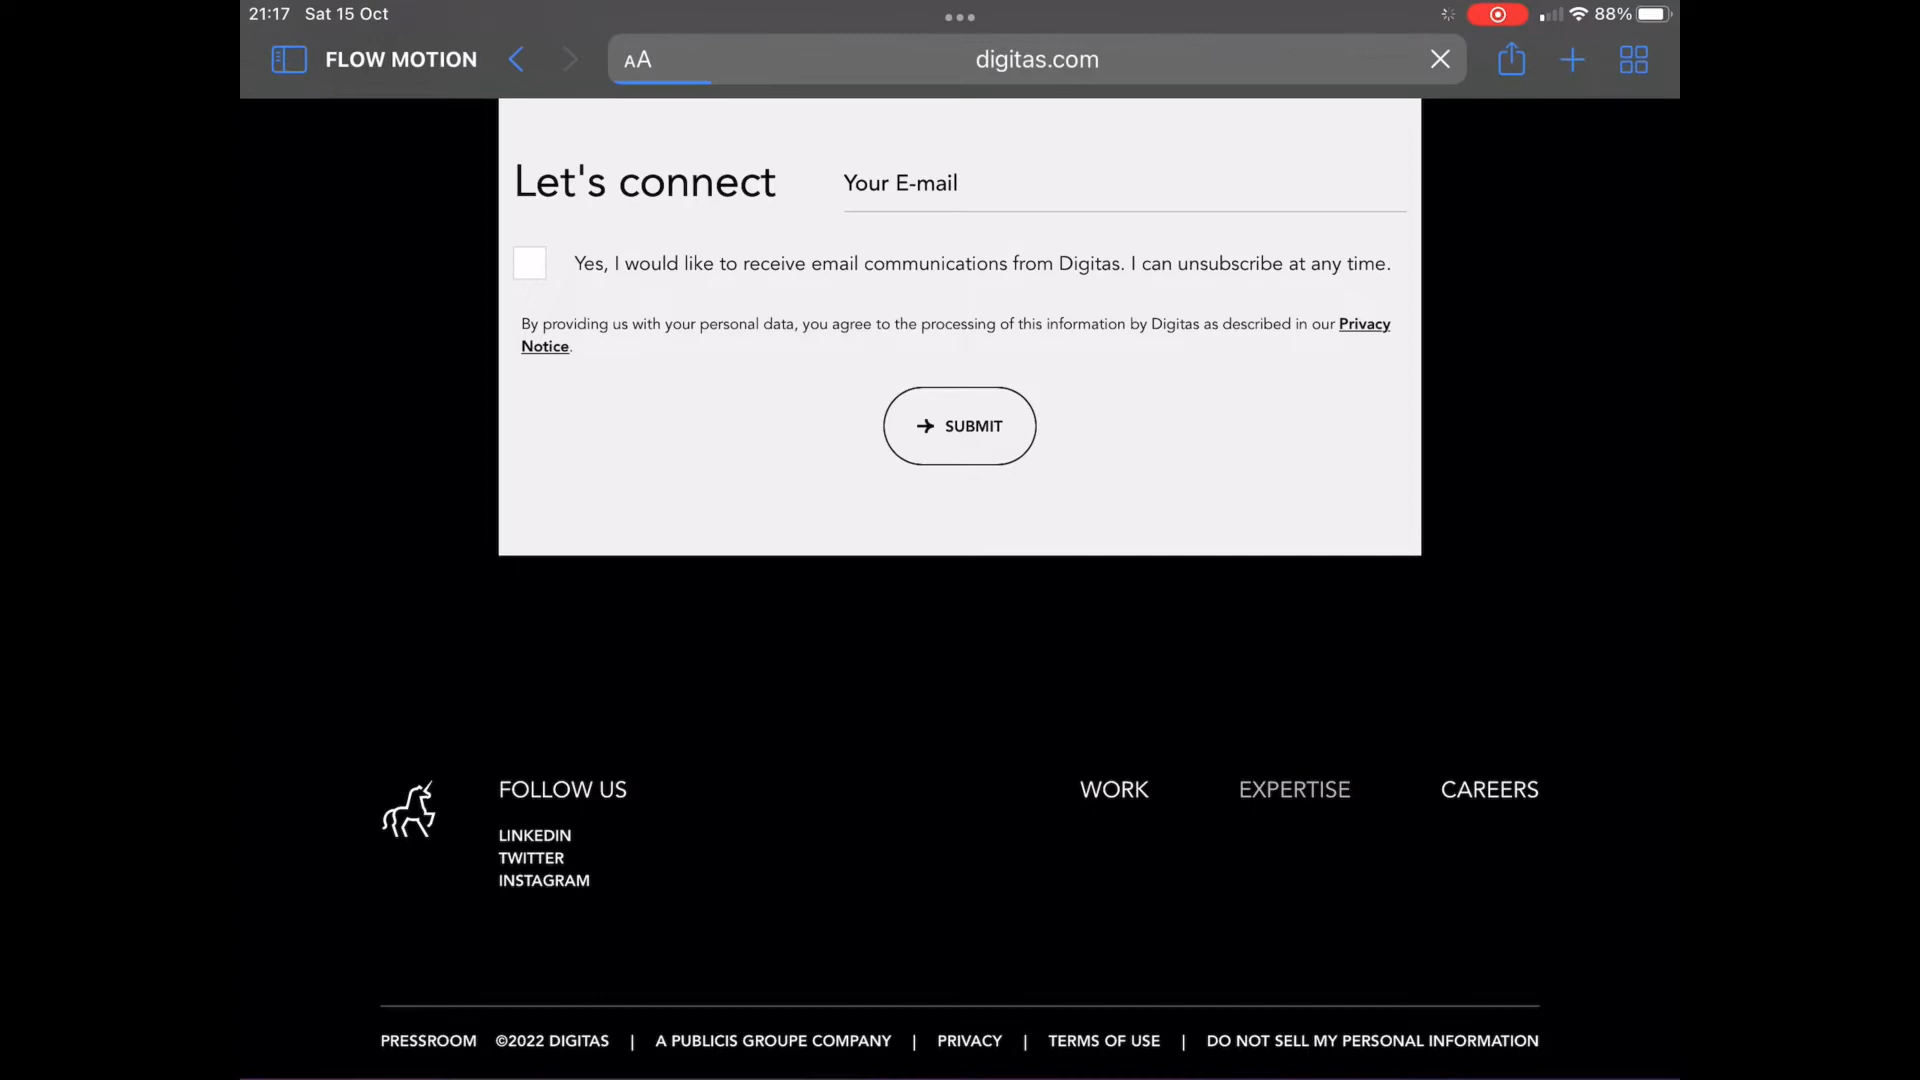 21:17 Sat 15 Oct
88%
FLOW MOTION
AA
digitas.com
Let's connect
Your E-mail
Yes, I would like to receive email communications from Digitas. I can unsubscribe at any time.
By providing us with your personal data, you agree to the processing of this information by Digitas as described in our Privacy
Notice.
SUBMIT
FOLLOW US
WORK
EXPERTISE
CAREERS
LINKEDIN
TWITTER
INSTAGRAM
PRESSROOM ©2022 DIGITAS | A PUBLICIS GROUPE COMPANY | PRIVACY | TERMS OF USE | DO NOT SELL MY PERSONAL INFORMATION